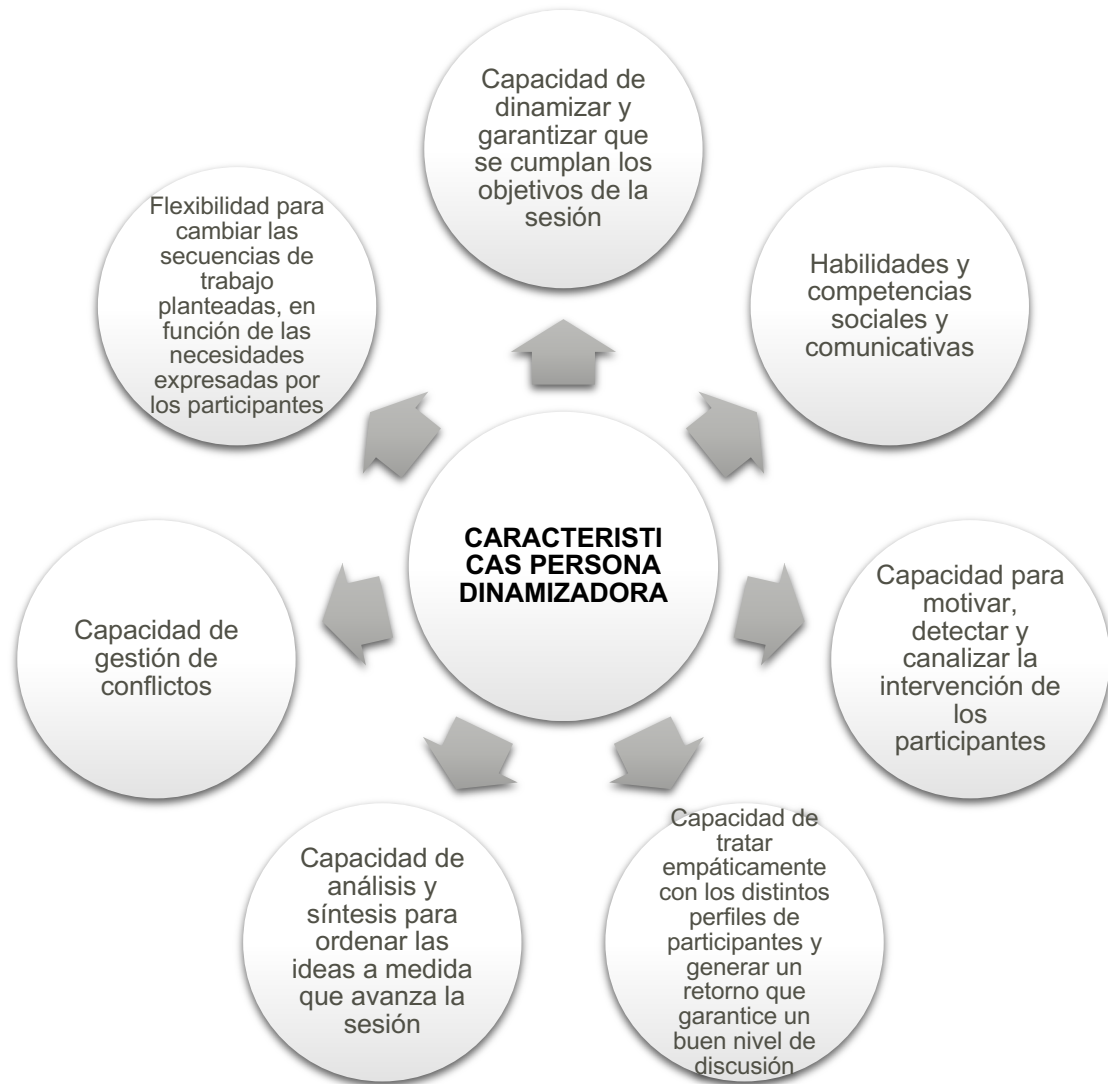 Capacidad de
dinamizar y
garantizar que
se cumplan los
objetivos de la
sesión
Habilidades y
competencias
sociales y
comunicativas
Capacidad para
motivar,
detectar y
canalizar la
intervención de
los
participantes
Capacidad de
tratar
empáticamente
con los distintos
perfiles de
participantes y
generar un
retorno que
garantice un
buen nivel de
discusión
Capacidad de
análisis y
síntesis para
ordenar las
ideas a medida
que avanza la
sesión
Capacidad de
gestión de
conflictos
Flexibilidad para
cambiar las
secuencias de
trabajo
planteadas, en
función de las
necesidades
expresadas por
los participantes
CARACTERISTI
CAS PERSONA
DINAMIZADORA